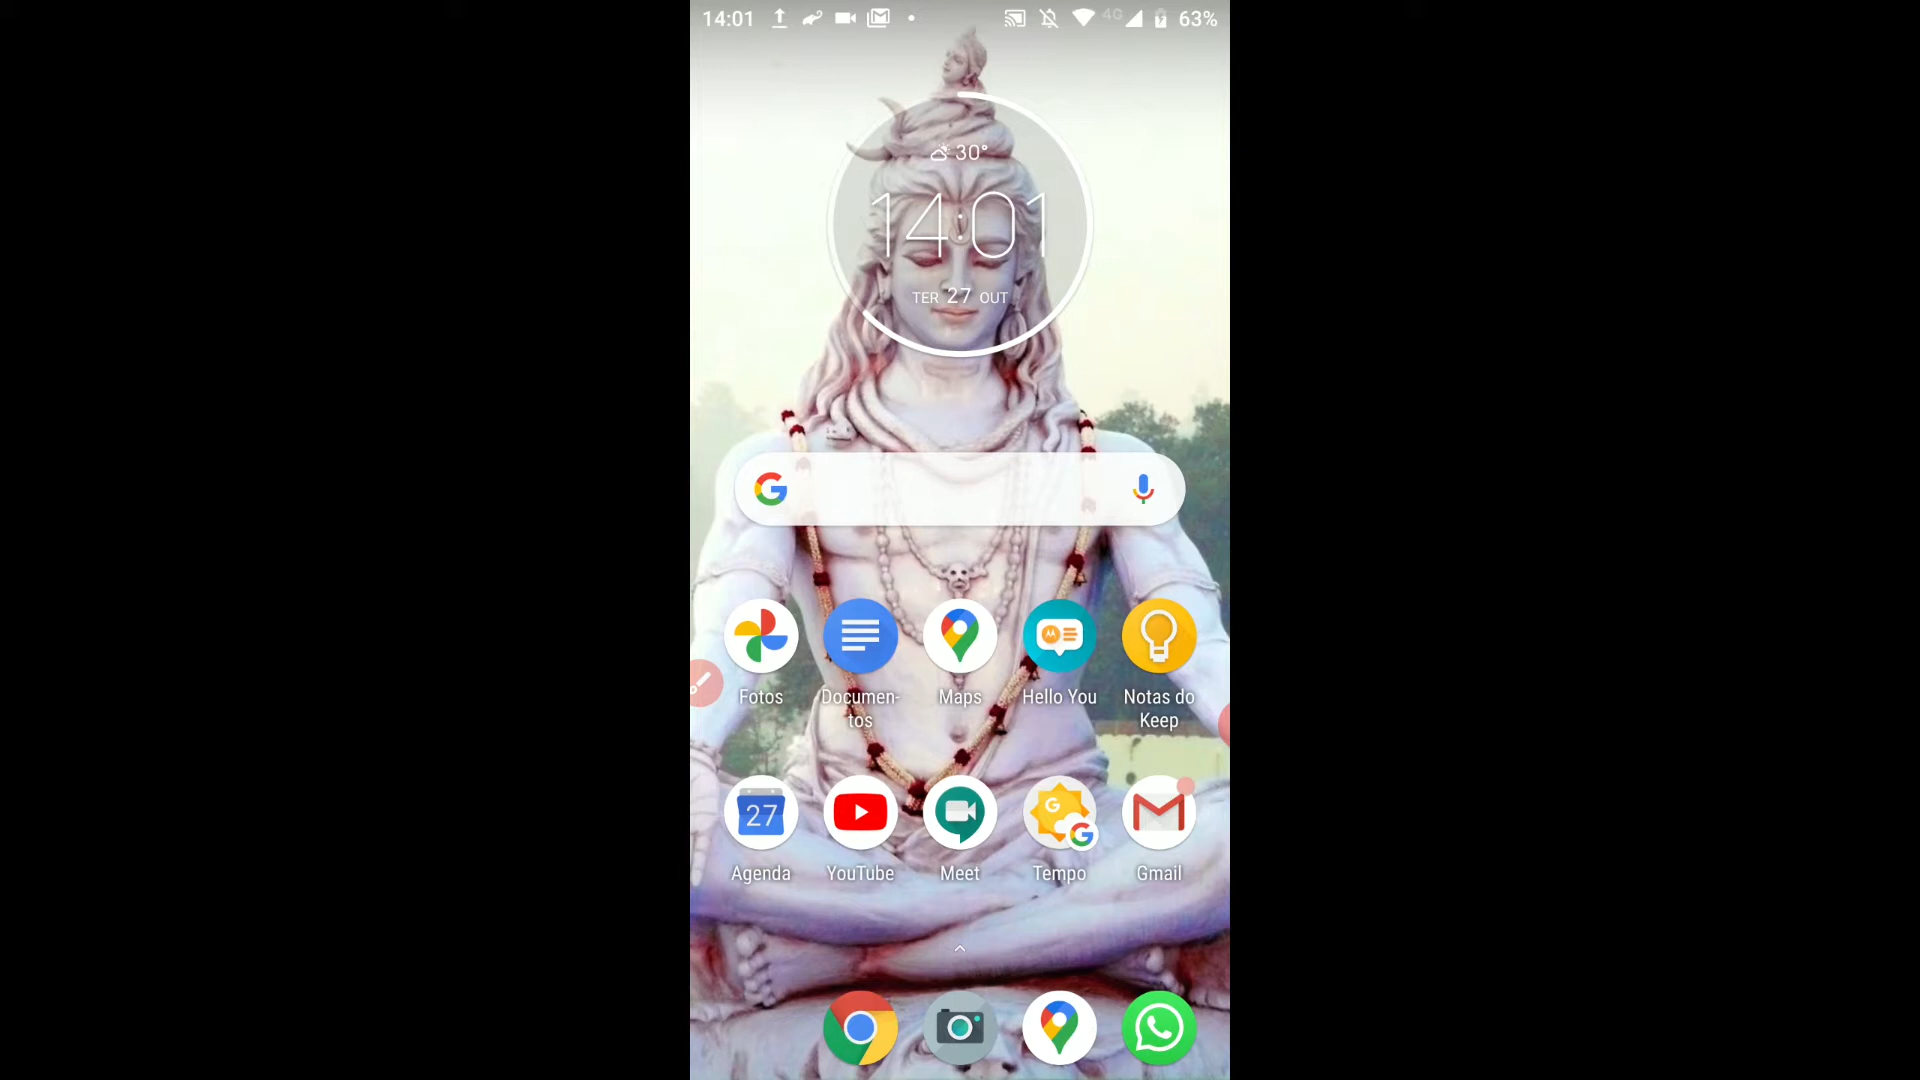 14:01 4G 63%
30°
14:01
TER 27 OUT
Fotos Documen-
tos Maps Hello You Notas do
Keep
27
Agenda YouTube Meet Tempo Gmail